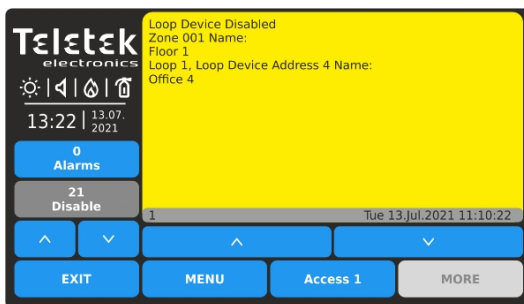 Teletek
electronics
13:22
13.07.
2021
0
Alarms
21
Disable
EXIT
Loop Device Disabled
Zone 001 Name:
Floor 1
Loop 1, Loop Device Address 4 Name:
Office 4
1 Tue 13.Jul.2021 11:10:22
MENU
Access 1
MORE